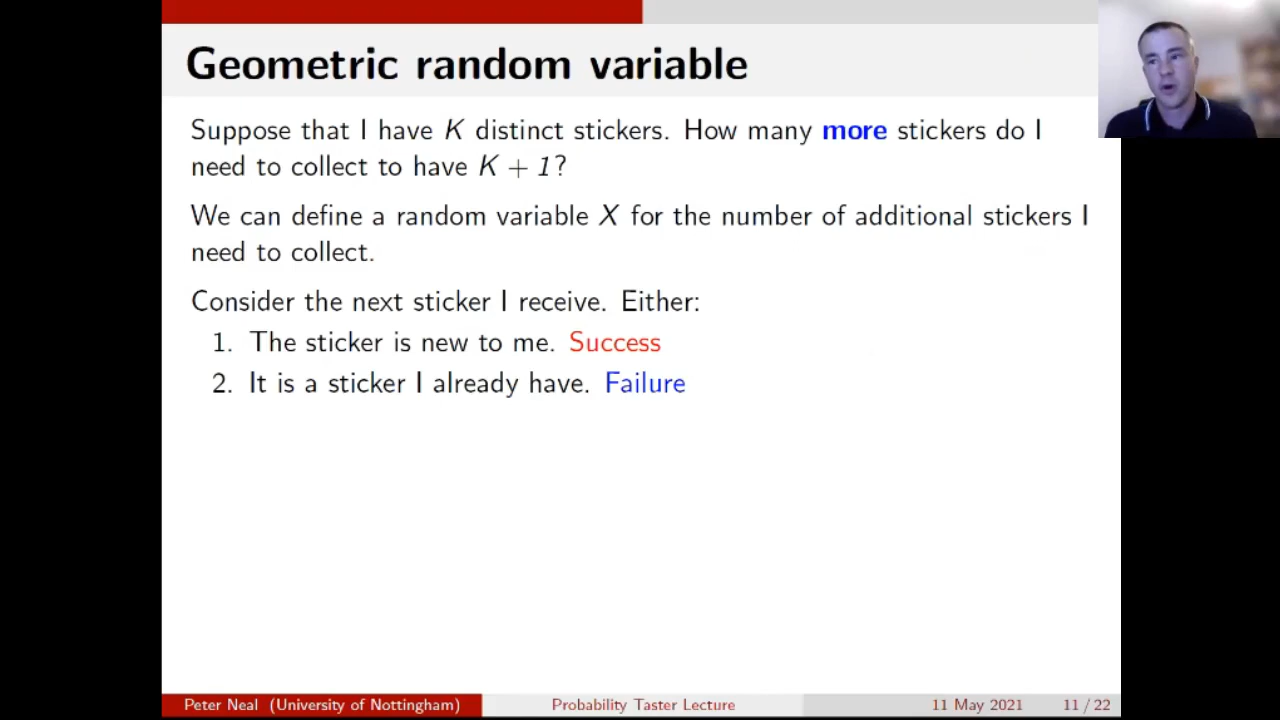 Geometric random variable
Suppose that I have K distinct stickers. How many more stickers do I
need to collect to have K + 1?
We can define a random variable X for the number of additional stickers I
need to collect.
Consider the next sticker I receive. Either:
1. The sticker is new to me. Success
2. It is a sticker I already have. Failure
Peter Neal (University of Nottingham) Probability Taster Lecture 11 May 2021 11 / 22